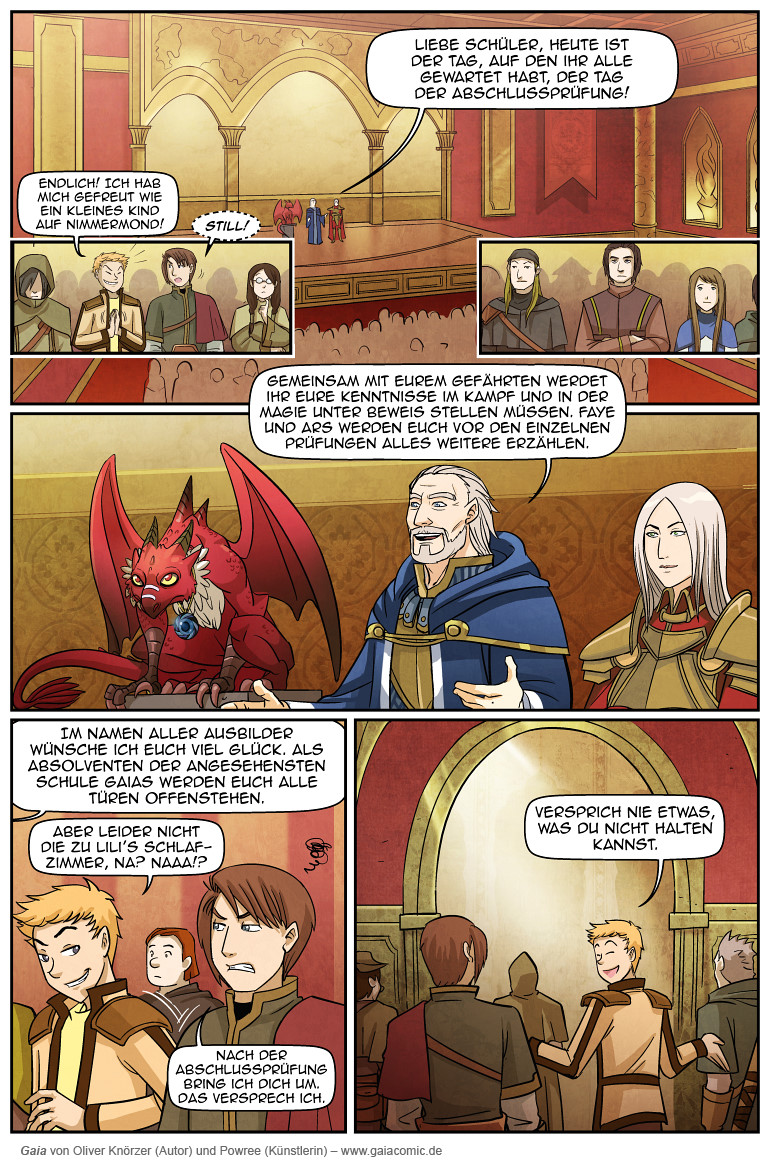 LIEBE SCHÜLER, HEUTE IST
DER TAG, AUF DEN IHR ALLE
GEWARTET HABT, DER TAG
DER ABSCHLUSSPRÜFUNG!
ENDLICH! ICH HAB
MICH GEFREUT WIE
EIN KLEINES KIND
AUF NIMMERMOND!
STILL!
GEMEINSAM MIT EUREM GEFÄHRTEN WERDET
IHR EURE KENNTNISSE IM KAMPF UND IN DER
MAGIE UNTER BEWEIS STELLEN MÜSSEN. FAYE
UND ARS WERDEN EUCH VOR DEN EINZELNEN
PRÜFUNGEN ALLES WEITERE ERZÄHLEN.
IM NAMEN ALLER AUSBILDER
WÜNSCHE ICH EUCH VIEL GLÜCK. ALS
ABSOLVENTEN DER ANGESEHENSTEN
SCHULE GAIAS WERDEN EUCH ALLE
TÜREN OFFENSTEHEN.
ABER LEIDER NICHT
DIE ZU LILI'S SCHLAF-
ZIMMER, NA? NAAA!?
NACH DER
ABSCHLUSSPRÜFUNG
BRING ICH DICH UM.
DAS VERSPRECH ICH.
VERSPRICH NIE ETWAS,
WAS DU NICHT HALTEN
KANNST.
Gaia von Oliver Knörzer (Autor) und Powree (Künstlerin) – www.gaiacomic.de